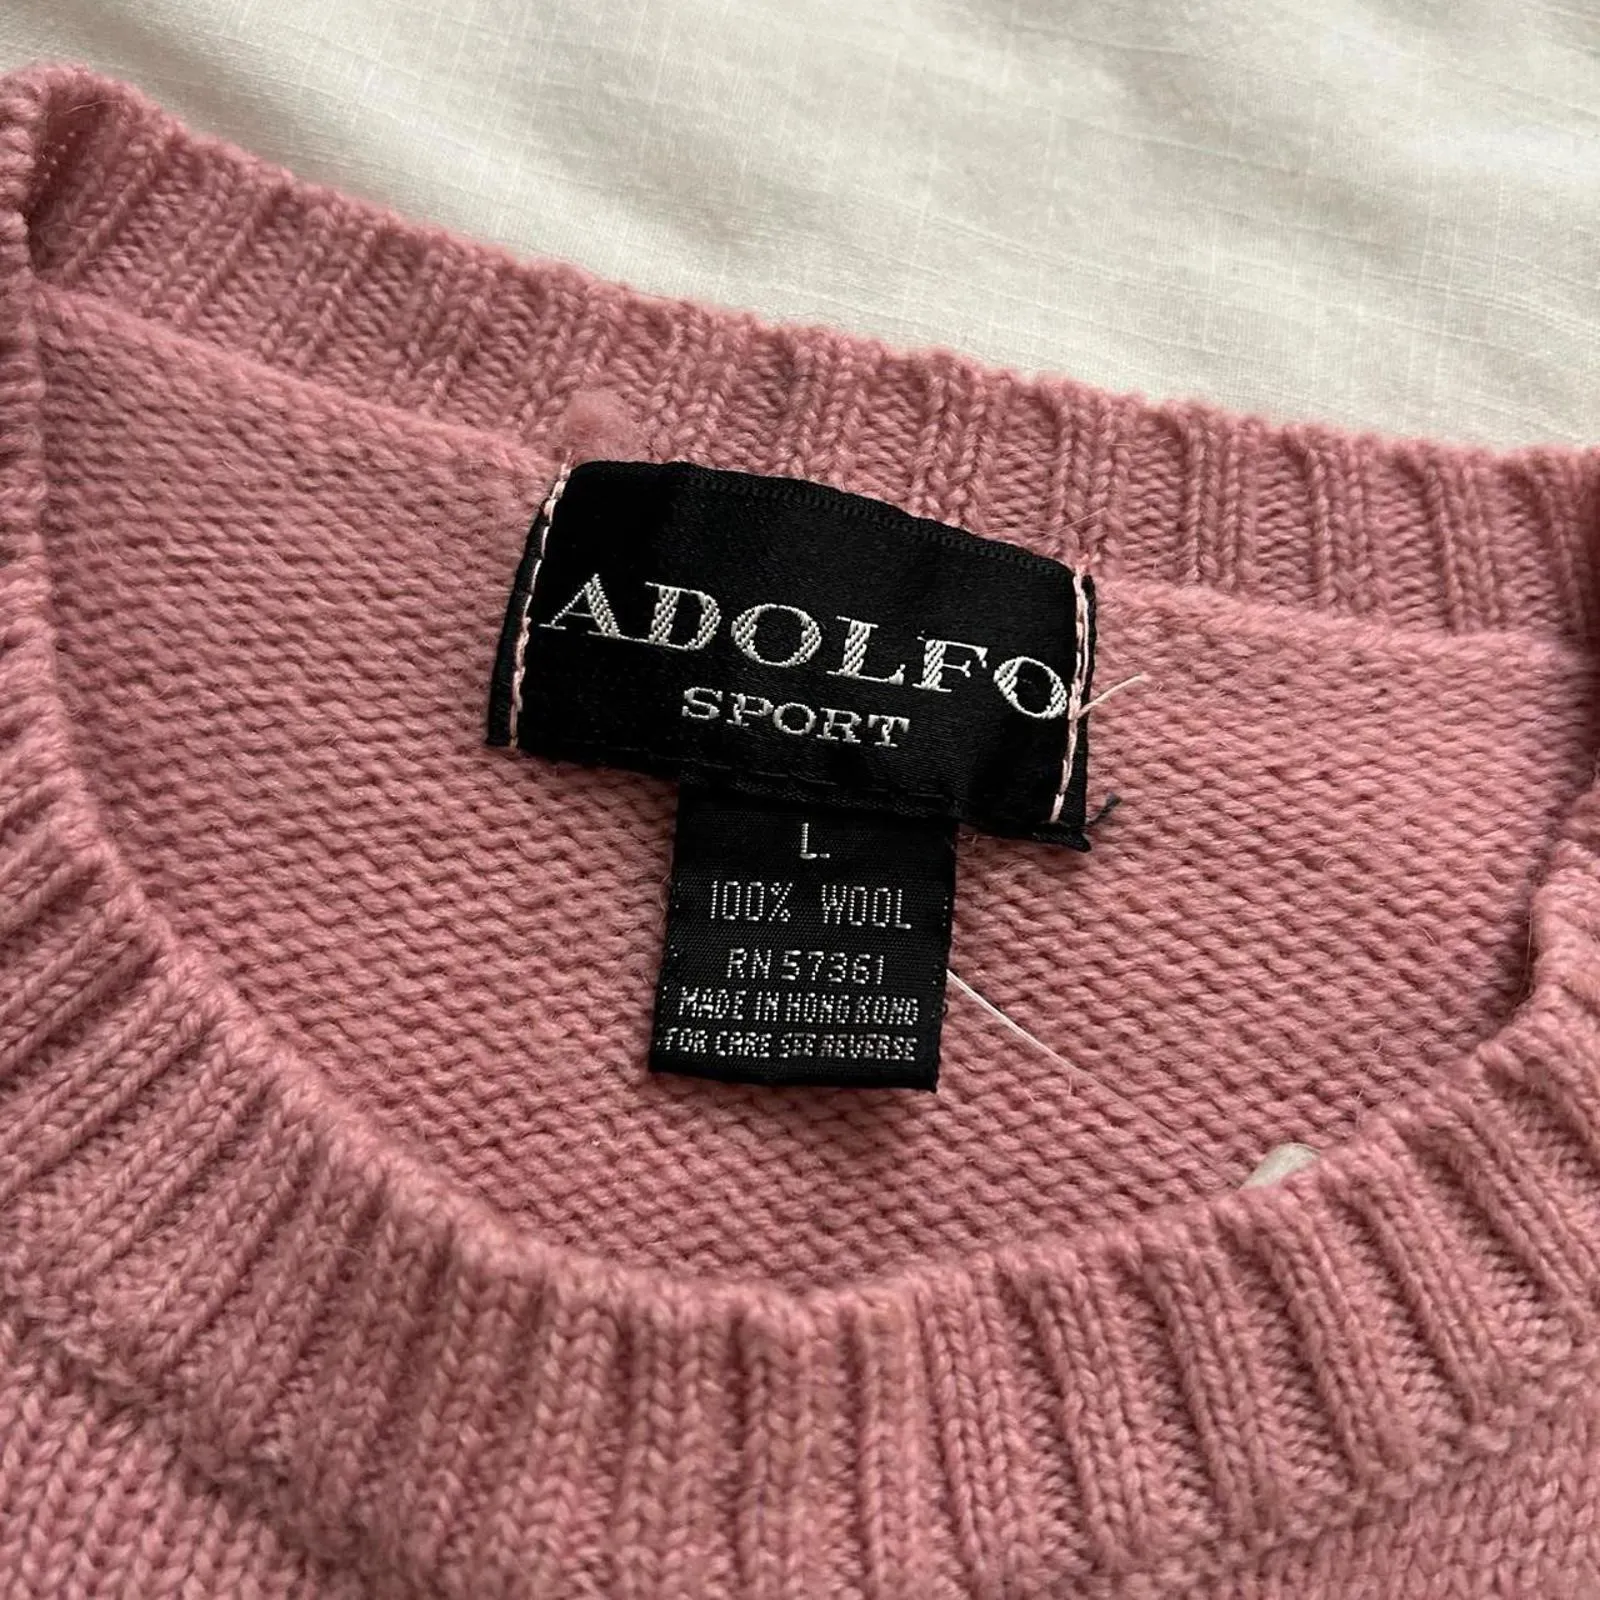 ADOLFO
SPORT
L.
100% WOOL
RN 57361
MADE IN HONG KONG
FOR CARE SEE REVERSE